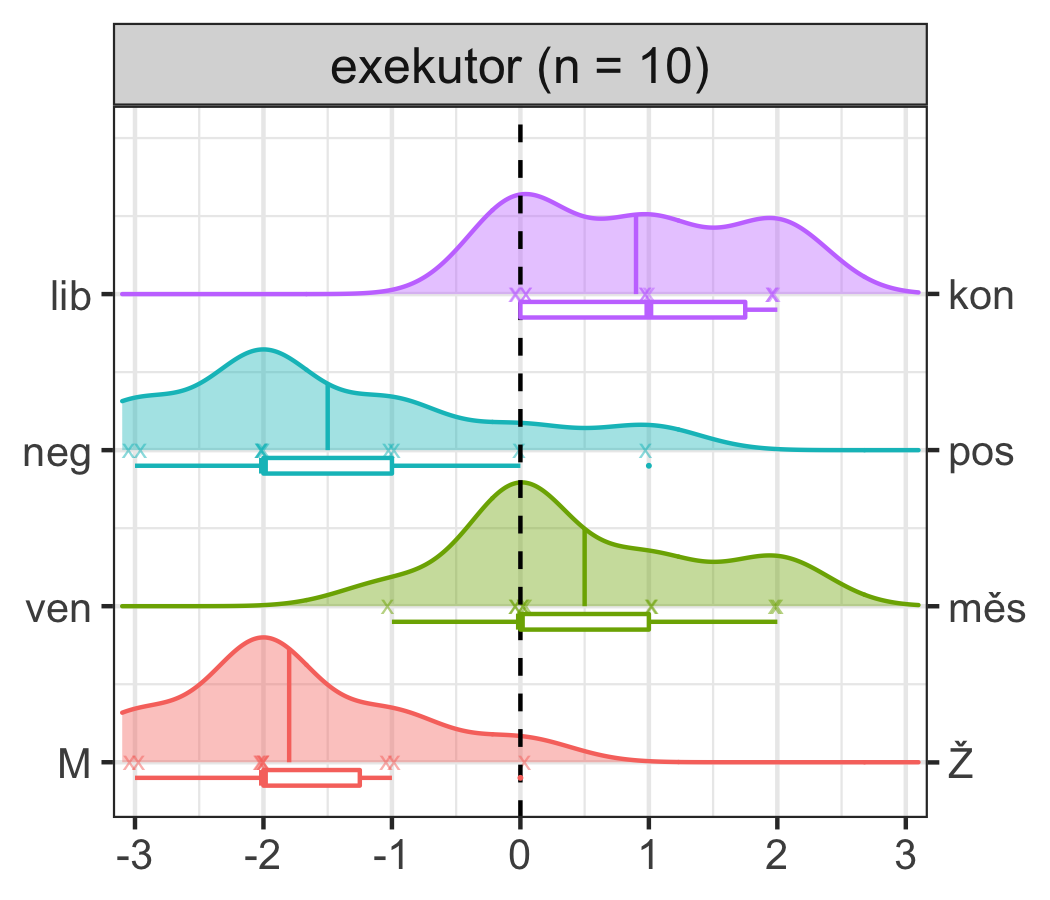 exekutor (n = 10)
lib kon
neg pos
ven měs
M Ž
-3 -2 -1 0 1 2 3